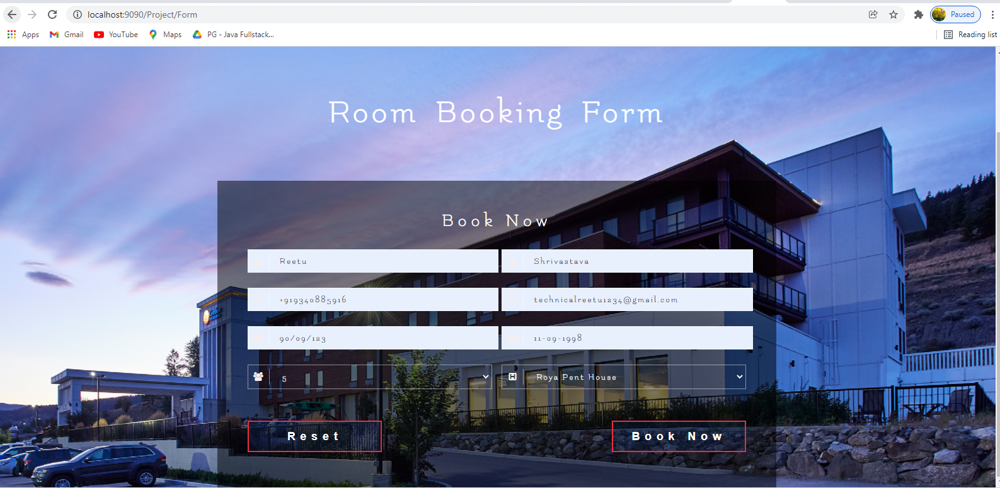 localhost:9090/Project/Form
Paused
Apps
Gmail
YouTube
Maps
PG - Java Fullstack...
Reading list
Room Booking Form
Book Now
Reetu
Shrivastava
+919340885916
technicalreetu1234@gmail.com
90/09/123
11-09-1998
5
Roya Pent House
Reset
Book Now